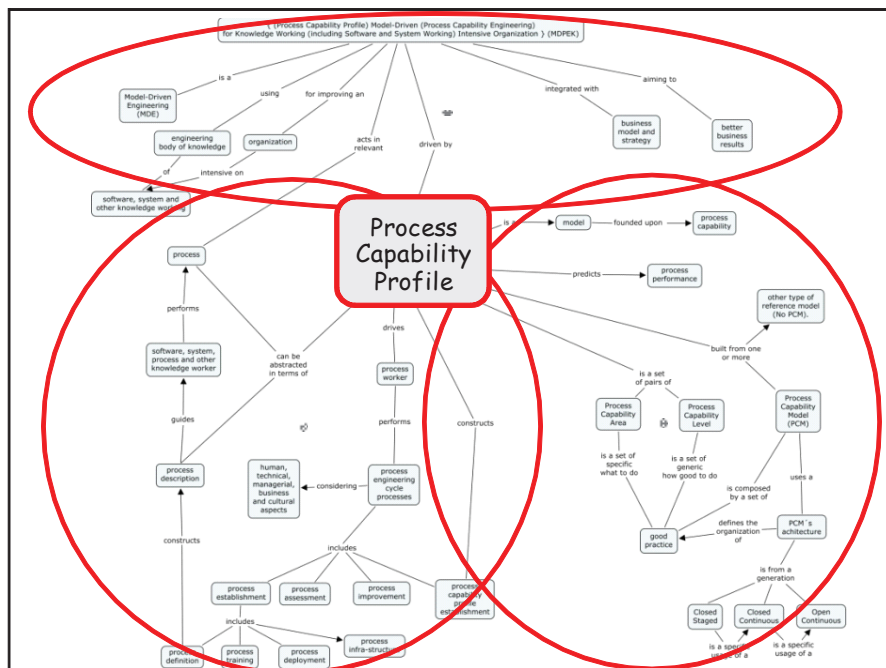 { (Process Capability Profile) Model-Driven (Process Capability Engineering)
for Knowledge Working (including Software and System Working) Intensive Organization } (MDPEK)
is a
using
for improving an
integrated with
aiming to
Model-Driven
Engineering
(MDE)
engineering
body of knowledge
organization
acts in
relevant
driven by
business
model and
strategy
better
business
results
of
intensive on
software, system and
other knowledge working
Process
Capability
Profile
is a
model
founded upon
process
capability
process
predicts
process
performance
performs
drives
other type of
reference model
(No PCM).
software, system,
process and other
knowledge worker
can be
abstracted
in terms of
process
worker
built from one
or more
is a set
of pairs of
guides
performs
constructs
Process
Capability
Area
Process
Capability
Level
Process
Capability
Model
(PCM)
process
description
human,
technical,
managerial,
business
and cultural
aspects
considering
process
engineering
cycle
processes
is a set of
specific
what to do
is a set of
generic
how good to do
is composed
by a set of
uses a
constructs
includes
good
practice
defines the
organization
of
PCM´s
achitecture
process
establishment
process
assessment
process
improvement
process
capability
profile
establishment
is from a
generation
includes
Closed
Staged
Closed
Continuous
Open
Continuous
process
definition
process
training
process
deployment
process
infra-structure
is a specific
usage of a
is a specific
usage of a